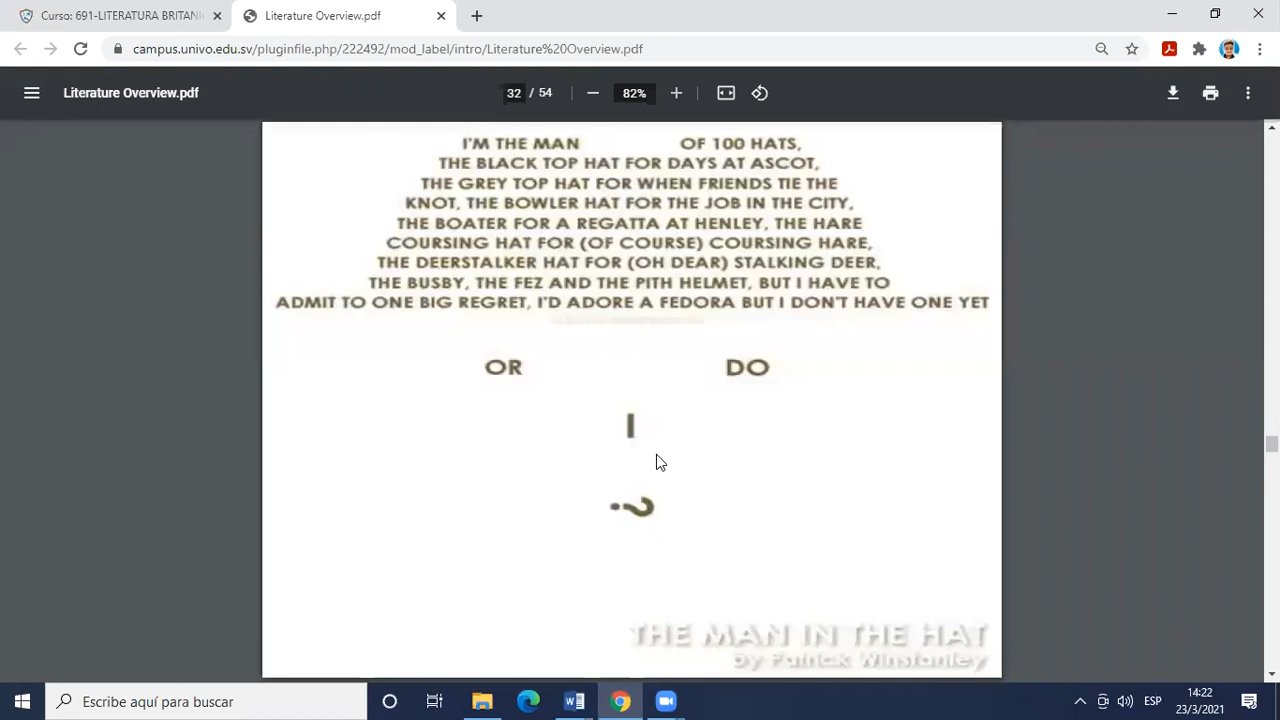 Curso: 691-LITERATURA BRITANI
Literature Overview.pdf
campus.univo.edu.sv/pluginfile.php/222492/mod_label/intro/Literature%20Overview.pdf
Literature Overview.pdf
32 / 54
82%
I'M THE MAN OF 100 HATS,
THE BLACK TOP HAT FOR DAYS AT ASCOT,
THE GREY TOP HAT FOR WHEN FRIENDS TIE THE
KNOT, THE BOWLER HAT FOR THE JOB IN THE CITY,
THE BOATER FOR A REGATTA AT HENLEY, THE HARE
COURSING HAT FOR (OF COURSE) COURSING HARE,
THE DEERSTALKER HAT FOR (OH DEAR) STALKING DEER,
THE BUSBY, THE FEZ AND THE PITH HELMET, BUT I HAVE TO
ADMIT TO ONE BIG REGRET, I'D ADORE A FEDORA BUT I DON'T HAVE ONE YET
OR DO
I
?
THE MAN IN THE HAT
by Patrick Winstanley
Escribe aquí para buscar
ESP
14:22
23/3/2021